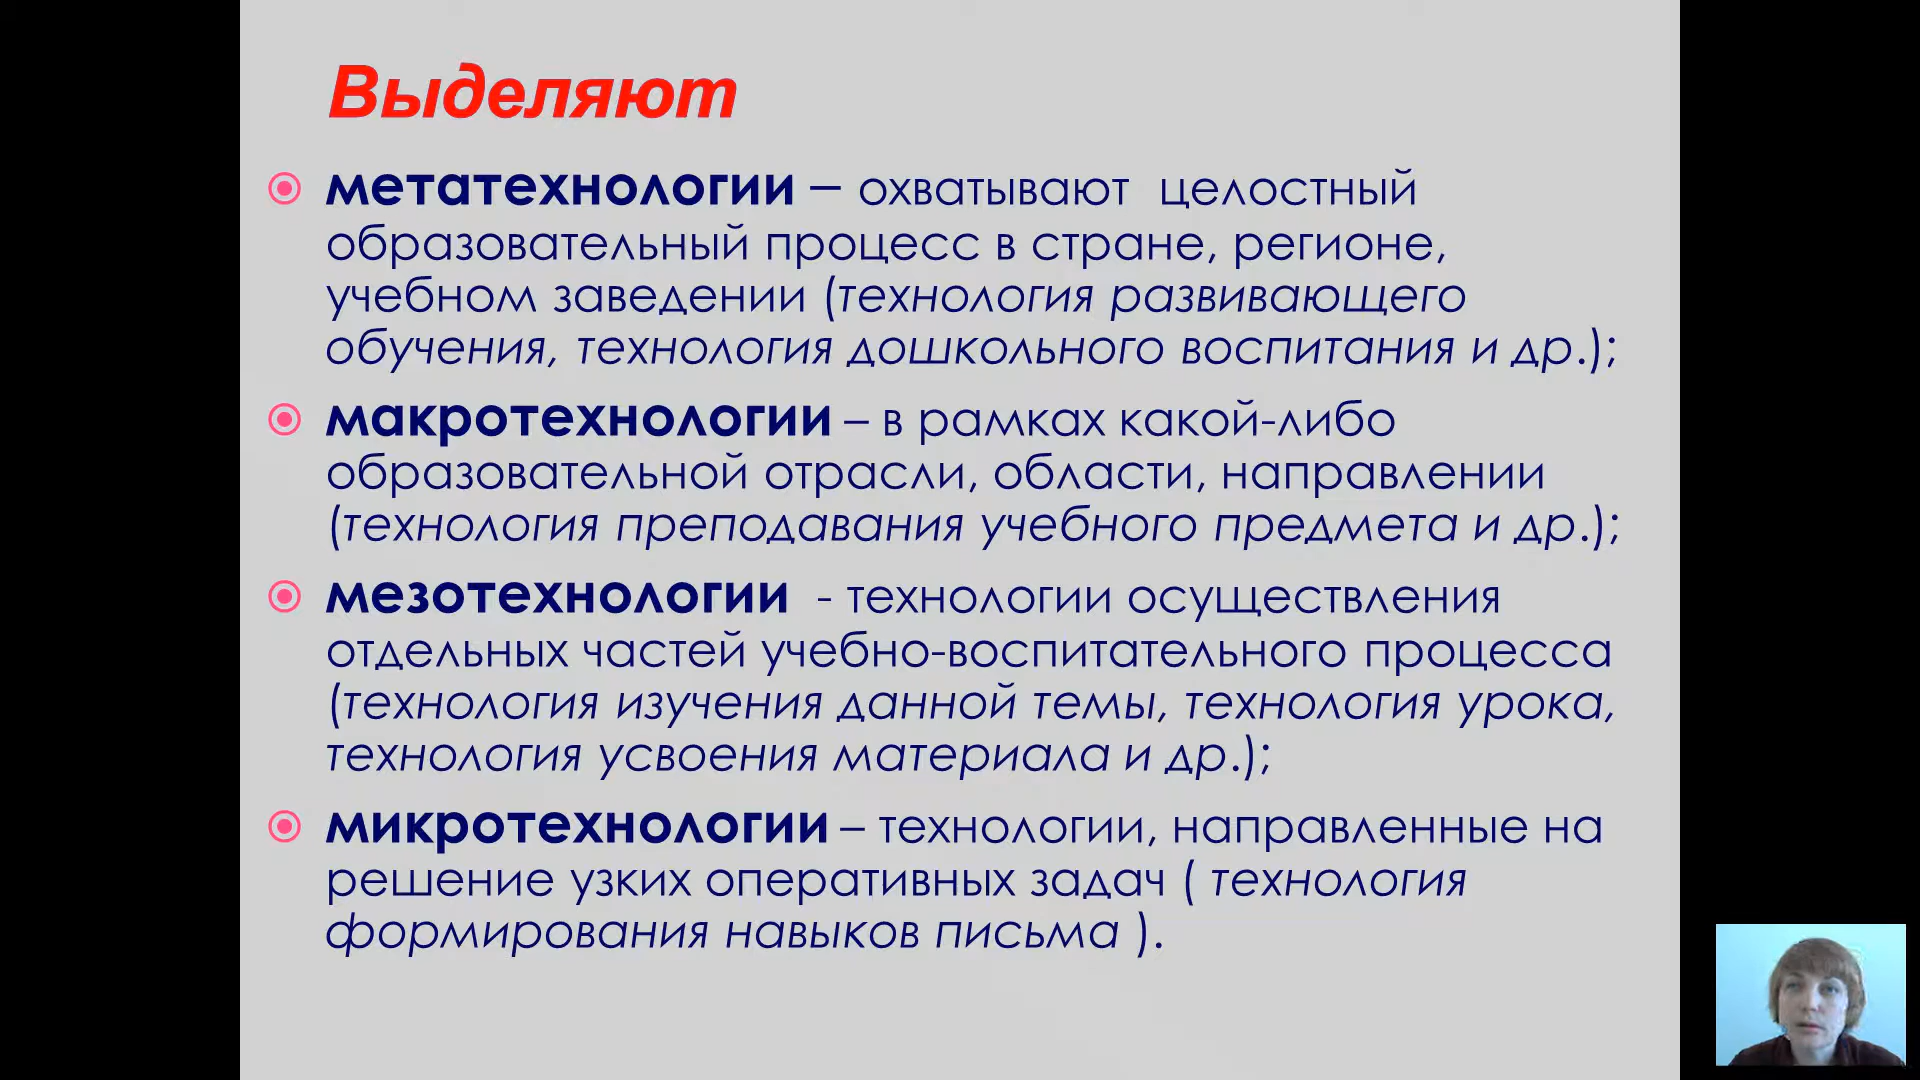 Выделяют
метатехнологии – охватывают целостный
образовательный процесс в стране, регионе,
учебном заведении (технология развивающего
обучения, технология дошкольного воспитания и др.);
макротехнологии – в рамках какой-либо
образовательной отрасли, области, направлении
(технология преподавания учебного предмета и др.);
мезотехнологии - технологии осуществления
отдельных частей учебно-воспитательного процесса
(технология изучения данной темы, технология урока,
технология усвоения материала и др.);
микротехнологии – технологии, направленные на
решение узких оперативных задач ( технология
формирования навыков письма ).